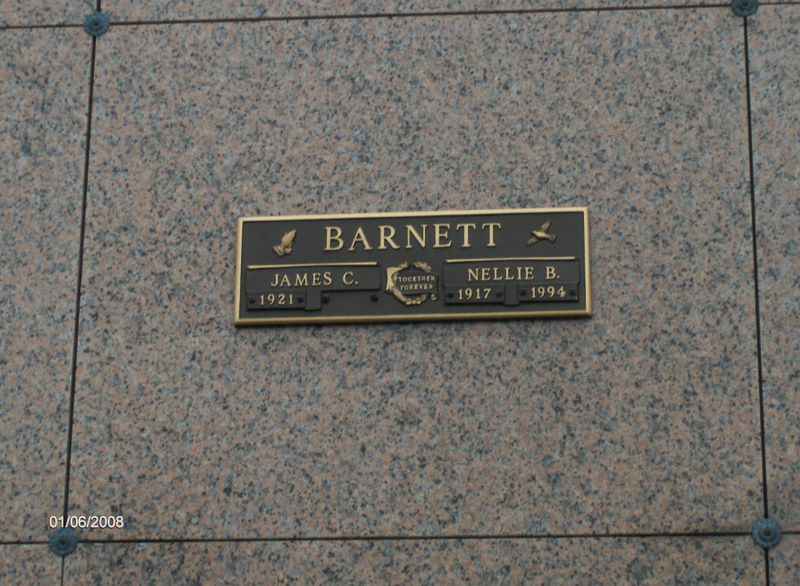 BARNETT
JAMES C.
1921
TOGETHER
FOREVER
NELLIE B.
1917 1994
01/06/2008